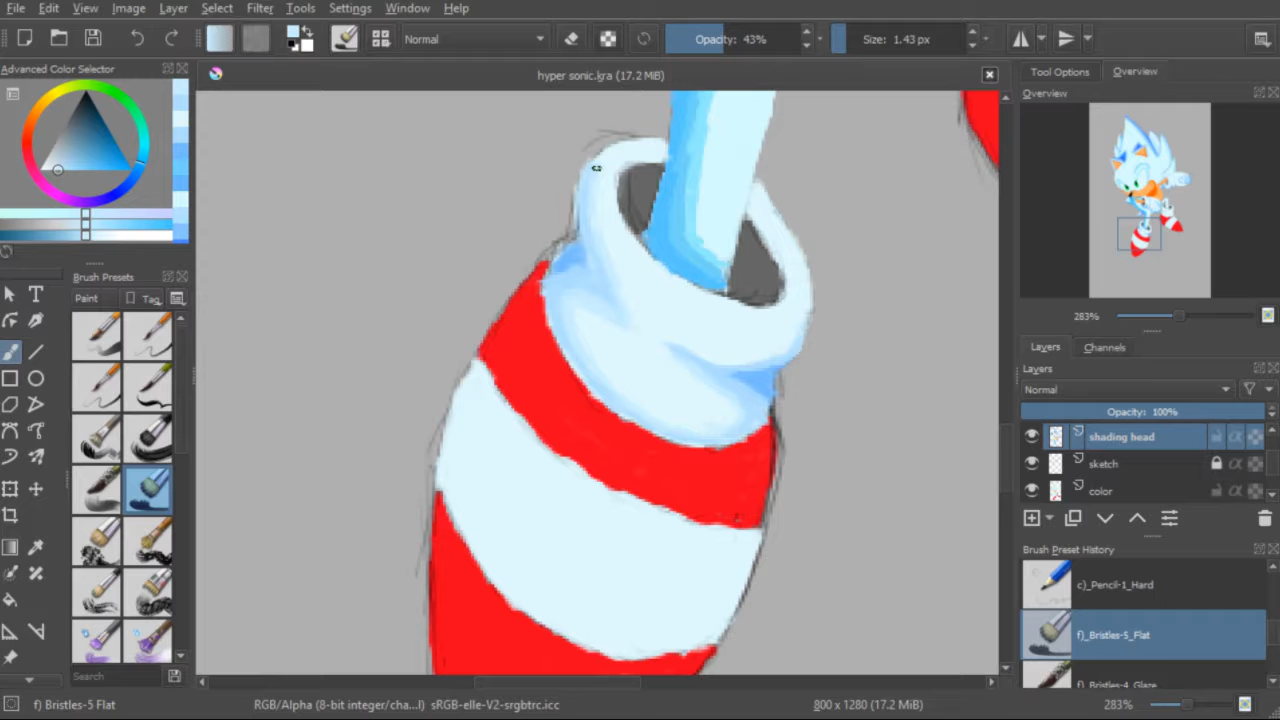 File Edit View Image Layer Select Filter Tools Settings Window Help
Normal Opacity: 43% Size: 1.43 px
Advanced Color Selector
hyper sonic.kra (17.2 MiB)
Tool Options Overview
Overview
Brush Presets
Paint Tag
283%
Layers Channels
Layers
Normal
Opacity: 100%
shading head
sketch
color
Brush Preset History
c)_Pencil-1_Hard
f)_Bristles-5_Flat
f)_Bristles-4_Glaze
Search
f) Bristles-5 Flat RGB/Alpha (8-bit integer/cha...l) sRGB-elle-V2-srgbtrc.icc 800 x 1280 (17.2 MiB) 283%